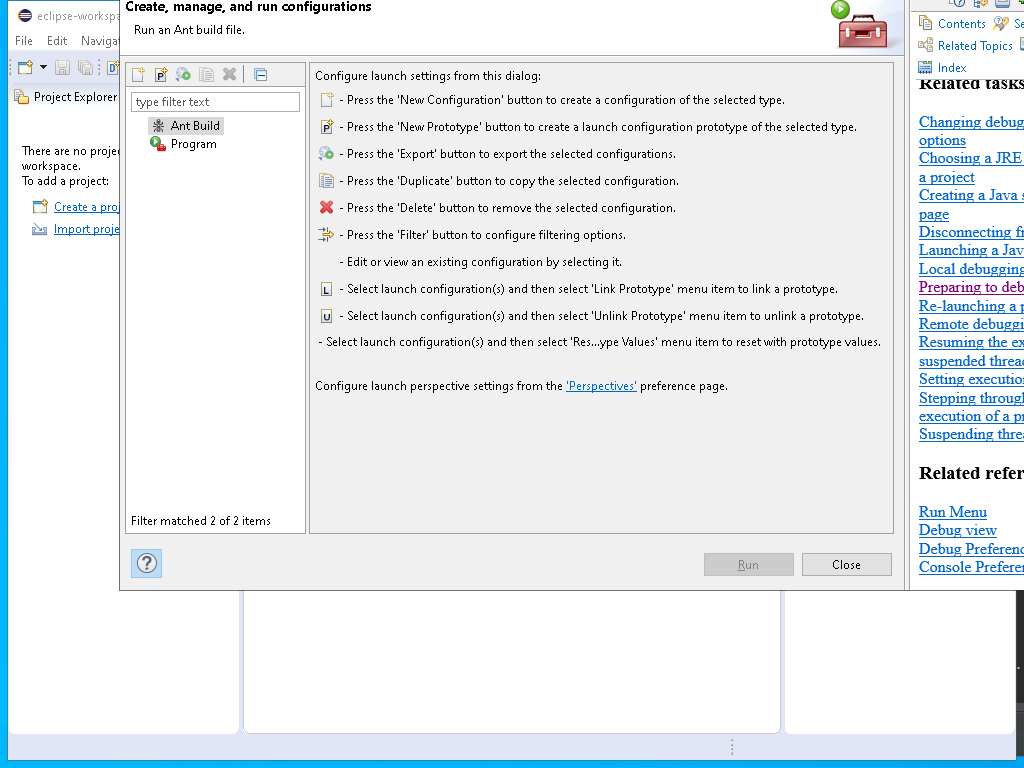 eclipse-workspa
Create, manage, and run configurations
Run an Ant build file.
File Edit Navigat
Project Explorer
There are no projec
workspace.
To add a project:
Create a proj
Import proje
type filter text
Ant Build
Program
Filter matched 2 of 2 items
Configure launch settings from this dialog:
- Press the 'New Configuration' button to create a configuration of the selected type.
- Press the 'New Prototype' button to create a launch configuration prototype of the selected type.
- Press the 'Export' button to export the selected configurations.
- Press the 'Duplicate' button to copy the selected configuration.
- Press the 'Delete' button to remove the selected configuration.
- Press the 'Filter' button to configure filtering options.
- Edit or view an existing configuration by selecting it.
- Select launch configuration(s) and then select 'Link Prototype' menu item to link a prototype.
- Select launch configuration(s) and then select 'Unlink Prototype' menu item to unlink a prototype.
- Select launch configuration(s) and then select 'Res...ype Values' menu item to reset with prototype values.
Configure launch perspective settings from the 'Perspectives' preference page.
Run Close
Contents Se
Related Topics
Index
Related tasks
Changing debug
options
Choosing a JRE
a project
Creating a Java s
page
Disconnecting fr
Launching a Jav
Local debugging
Preparing to deb
Re-launching a p
Remote debuggi
Resuming the ex
suspended threa
Setting executio
Stepping through
execution of a pr
Suspending threa
Related refer
Run Menu
Debug view
Debug Preferenc
Console Preferen